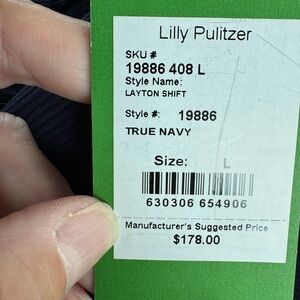 Lilly Pulitzer
SKU #
19886 408 L
Style Name:
LAYTON SHIFT
Style #: 19886
TRUE NAVY
Size: L
630306 654906
Manufacturer's Suggested Price
$178.00